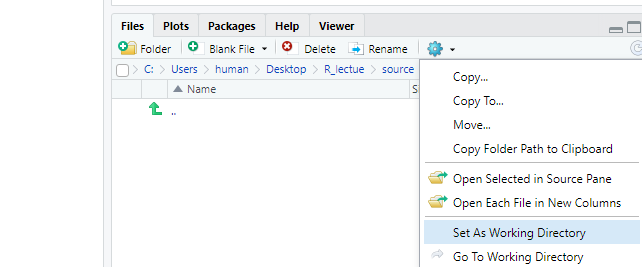 Files Plots Packages Help Viewer
Folder Blank File Delete Rename
C: Users human Desktop R_lectue source
Name
..
Copy...
Copy To...
Move...
Copy Folder Path to Clipboard
Open Selected in Source Pane
Open Each File in New Columns
Set As Working Directory
Go To Working Directory